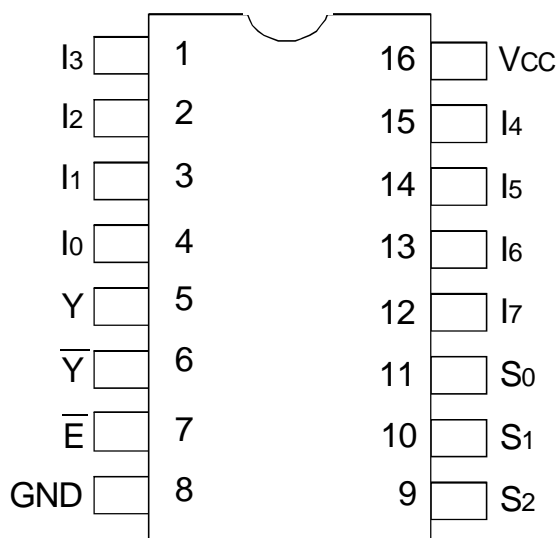 I3 1 16 VCC
I2 2 15 I4
I1 3 14 I5
I0 4 13 I6
Y 5 12 I7
Y̅ 6 11 S0
E̅ 7 10 S1
GND 8 9 S2